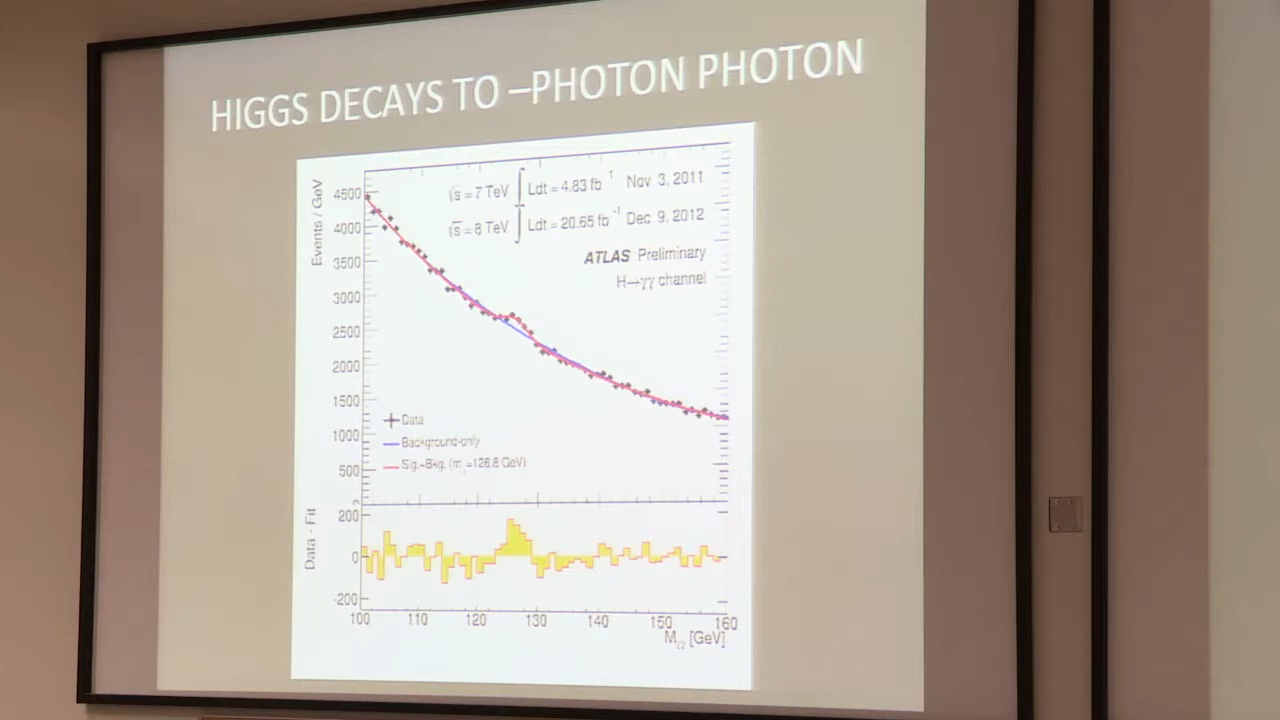 HIGGS DECAYS TO –PHOTON PHOTON
Events / GeV
4500
4000
3500
3000
2500
2000
1500
1000
500
0
√s = 7 TeV ∫ Ldt = 4.83 fb⁻¹ Nov 3, 2011
√s = 8 TeV ∫ Ldt = 20.65 fb⁻¹ Dec 9, 2012
ATLAS Preliminary
H→γγ channel
Data
Background-only
Sig.+Bkg. (m =126.8 GeV)
Data - Fit
200
0
-200
100 110 120 130 140 150 160
Mγγ [GeV]